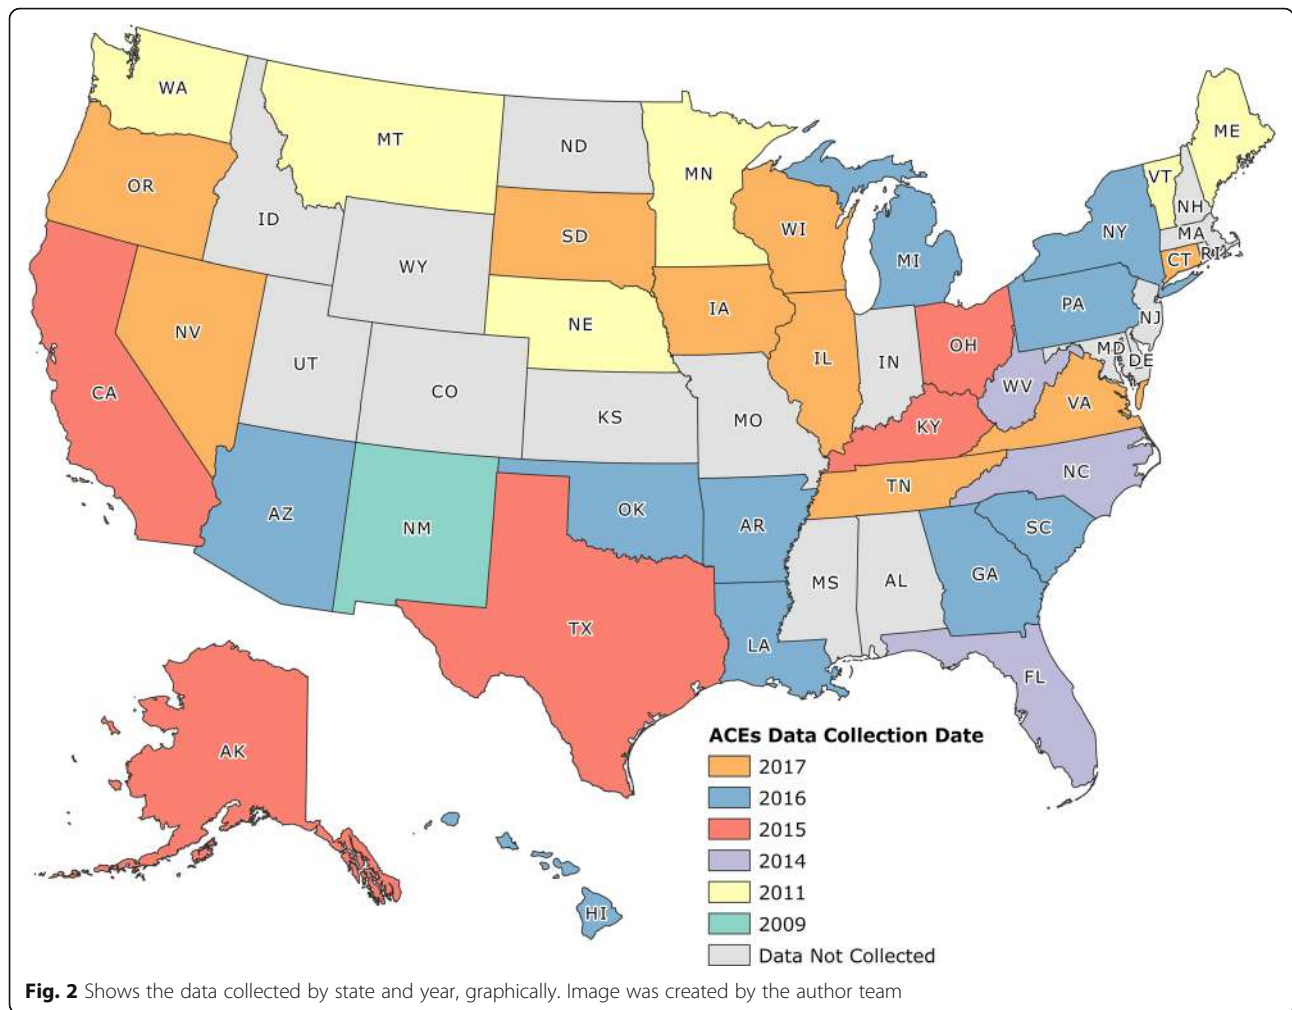 WA
MT
ND
MN
ME
VT
NH
OR
ID
SD
WI
NY
MA
WY
MI
CT
RI
NE
IA
PA
NJ
NV
UT
CO
IL
IN
OH
MD
DE
WV
CA
KS
MO
KY
VA
AZ
NM
OK
AR
TN
NC
SC
MS
AL
GA
TX
LA
FL
AK
HI
ACEs Data Collection Date
2017
2016
2015
2014
2011
2009
Data Not Collected
Fig. 2 Shows the data collected by state and year, graphically. Image was created by the author team